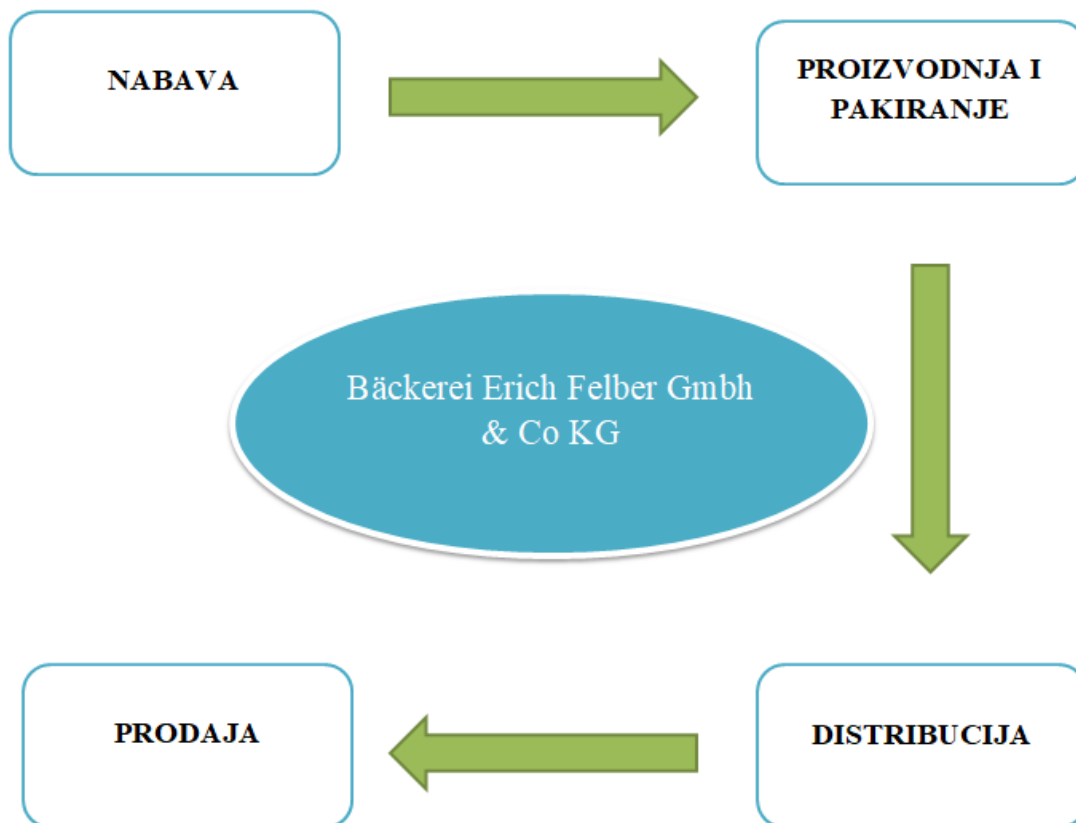 NABAVA
PROIZVODNJA I
PAKIRANJE
Bäckerei Erich Felber Gmbh
& Co KG
PRODAJA
DISTRIBUCIJA